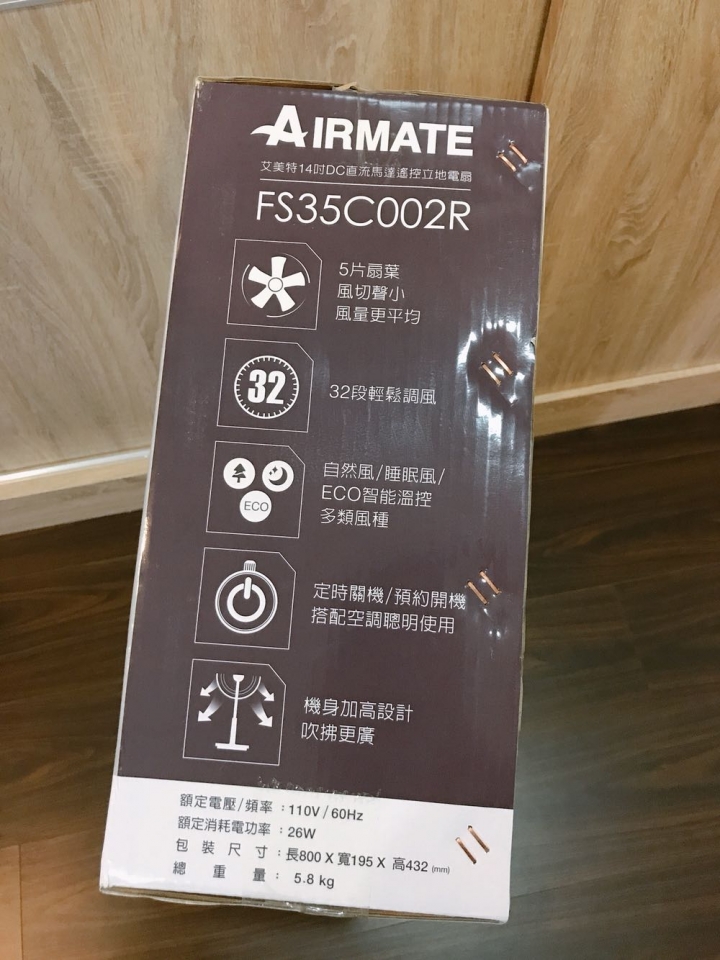 AIRMATE
艾美特14吋DC直流馬達遙控立地電扇
FS35C002R
5片扇葉
風切聲小
風量更平均
32
32段輕鬆調風
ECO
自然風/睡眠風/
ECO智能溫控
多類風種
定時關機/預約開機
搭配空調聰明使用
機身加高設計
吹拂更廣
額定電壓/頻率：110V/60Hz
額定消耗電功率：26W
包裝尺寸：長800 X 寬195 X 高432 (mm)
總重量：5.8 kg